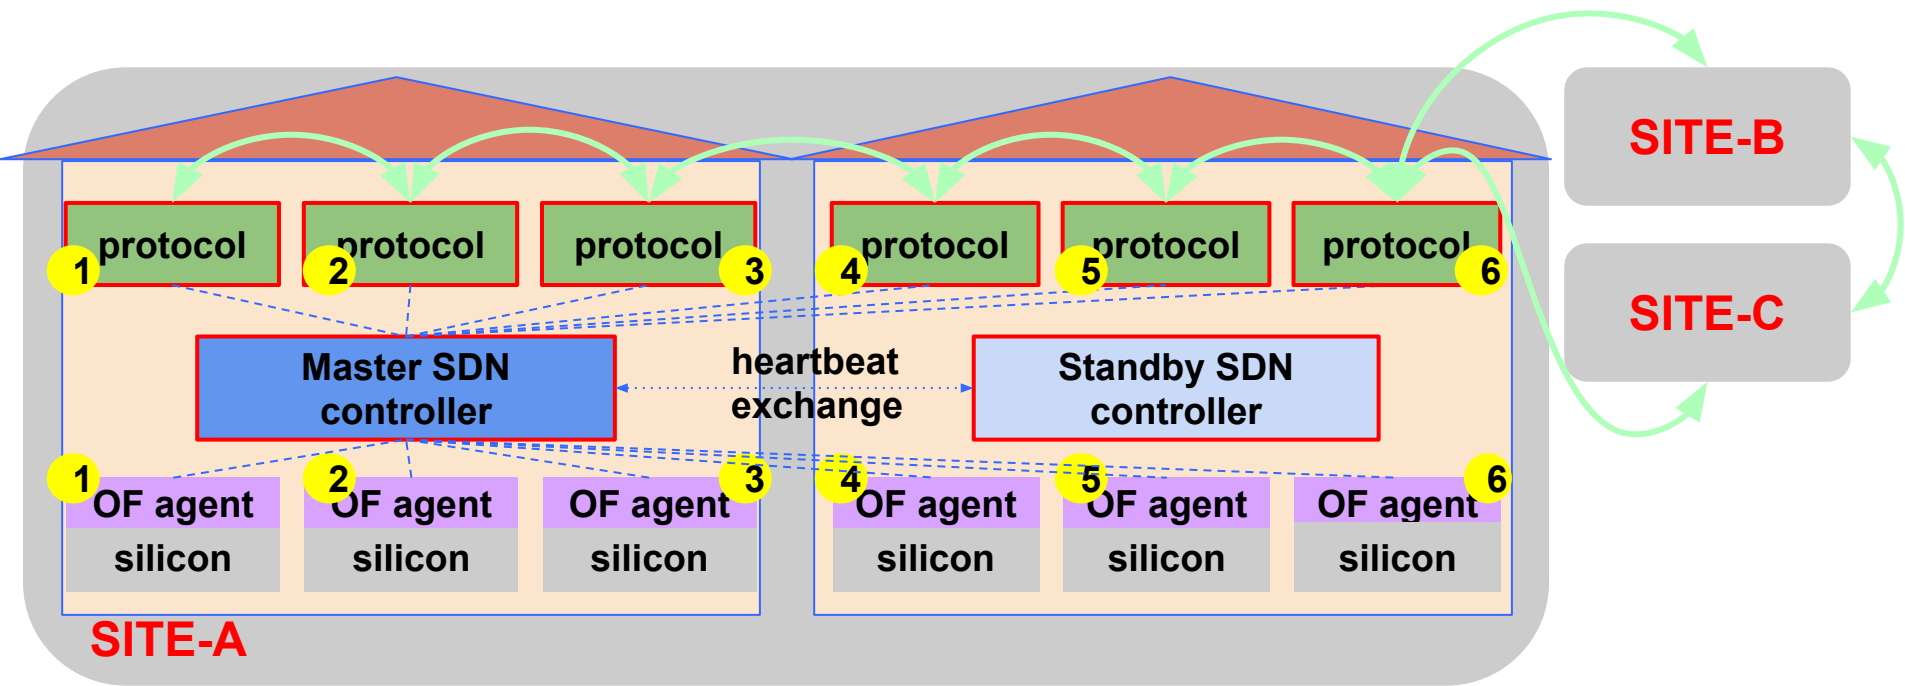 SITE-B
protocol protocol protocol protocol protocol protocol
1 2 3 4 5 6
SITE-C
Master SDN
controller
heartbeat
exchange
Standby SDN
controller
1 2 3 4 5 6
OF agent OF agent OF agent OF agent OF agent OF agent
silicon silicon silicon silicon silicon silicon
SITE-A